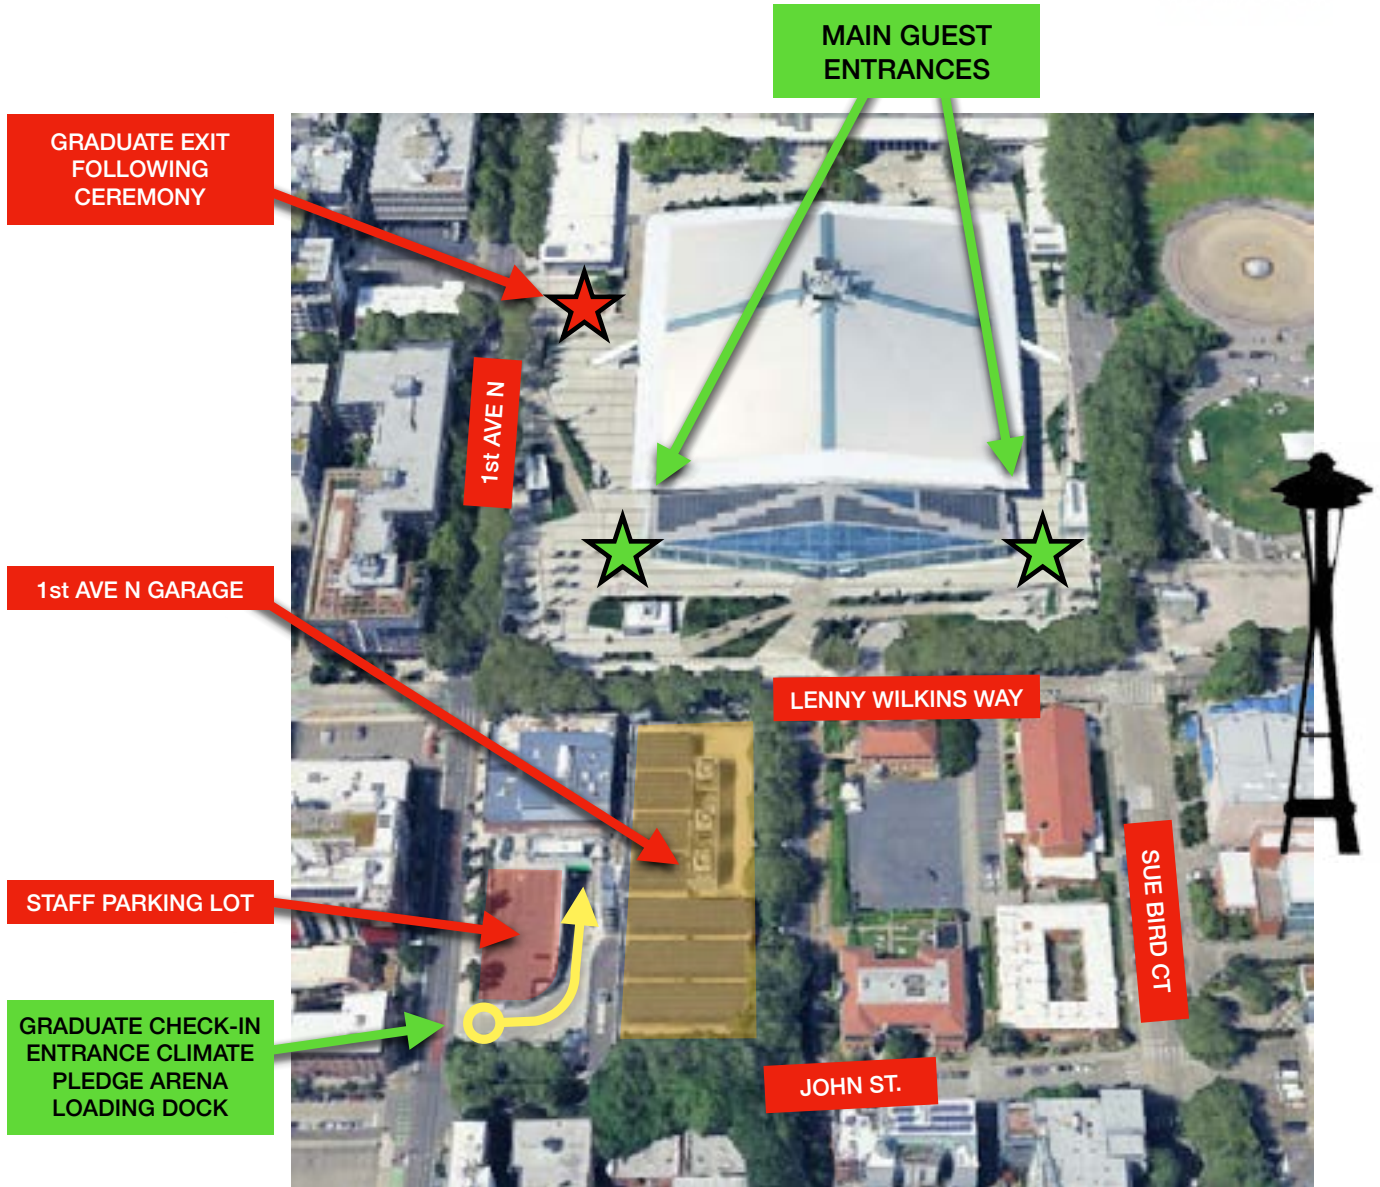 MAIN GUEST
ENTRANCES
GRADUATE EXIT
FOLLOWING
CEREMONY
1st AVE N
1st AVE N GARAGE
LENNY WILKINS WAY
STAFF PARKING LOT
SUE BIRD CT
GRADUATE CHECK-IN
ENTRANCE CLIMATE
PLEDGE ARENA
LOADING DOCK
JOHN ST.